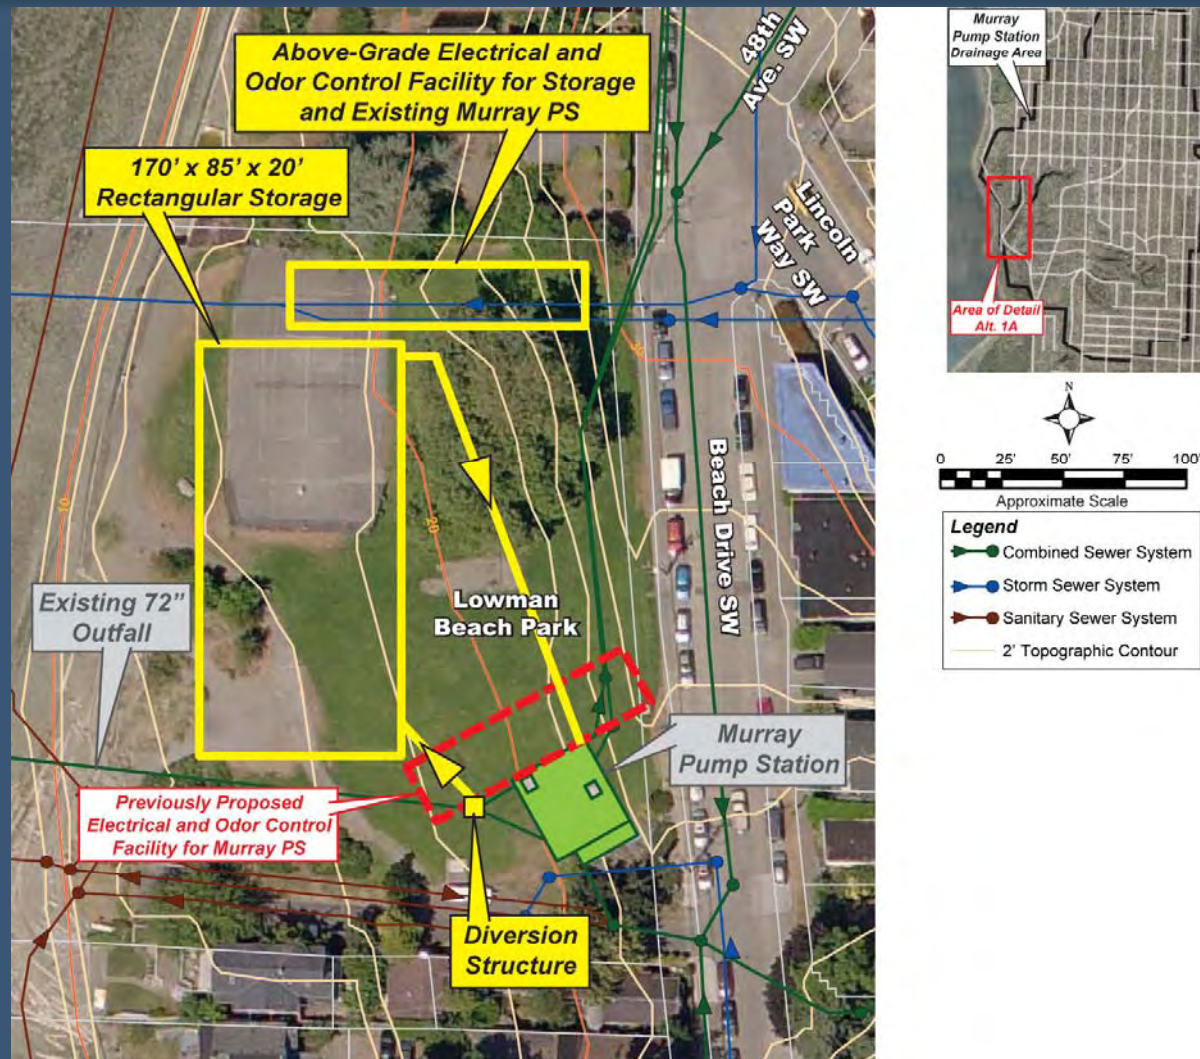 Above-Grade Electrical and
Odor Control Facility for Storage
and Existing Murray PS
170' x 85' x 20'
Rectangular Storage
48th
Ave. SW
Lincoln
Park
Way SW
30
Beach Drive SW
10
20
Lowman
Beach Park
Existing 72”
Outfall
Murray
Pump Station
Previously Proposed
Electrical and Odor Control
Facility for Murray PS
Diversion
Structure
Murray
Pump Station
Drainage Area
Area of Detail
Alt. 1A
N
0 25' 50' 75' 100'
Approximate Scale
Legend
Combined Sewer System
Storm Sewer System
Sanitary Sewer System
2' Topographic Contour